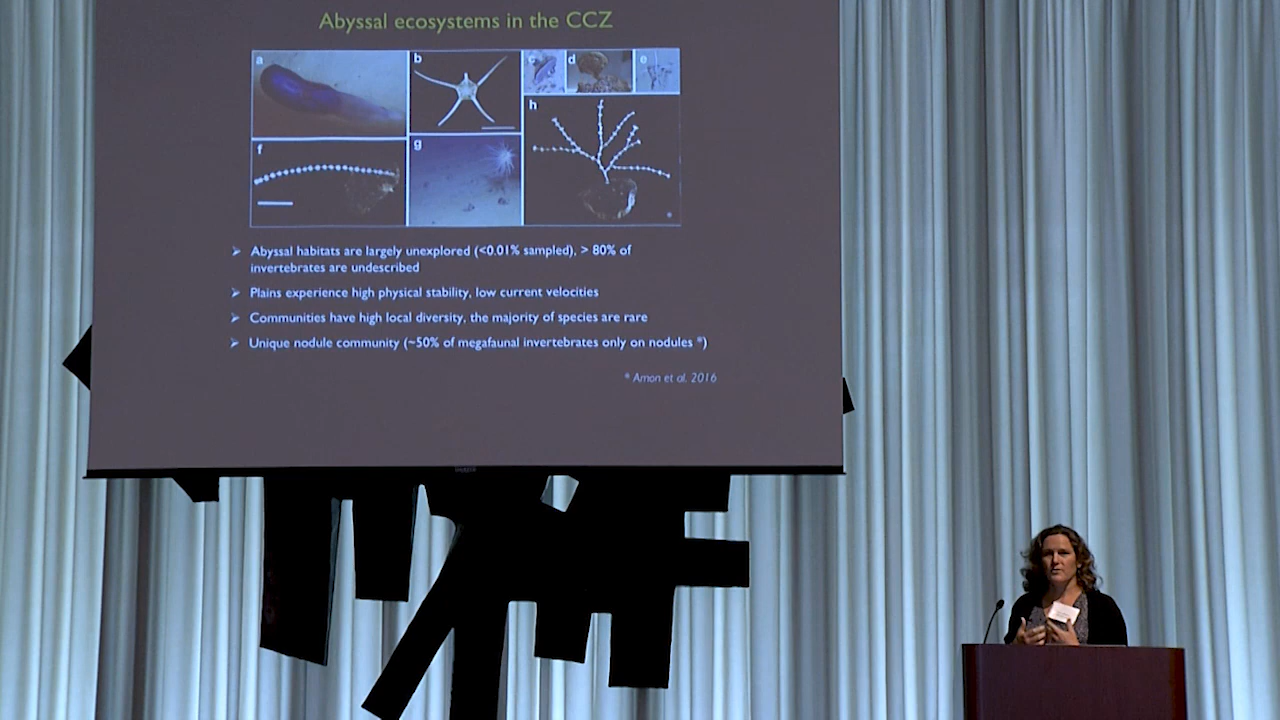 Abyssal ecosystems in the CCZ
a
b
c
d
e
f
g
h
*
➢ Abyssal habitats are largely unexplored (<0.01% sampled), > 80% of
invertebrates are undescribed
➢ Plains experience high physical stability, low current velocities
➢ Communities have high local diversity, the majority of species are rare
➢ Unique nodule community (~50% of megafaunal invertebrates only on nodules *)
* Amon et al. 2016